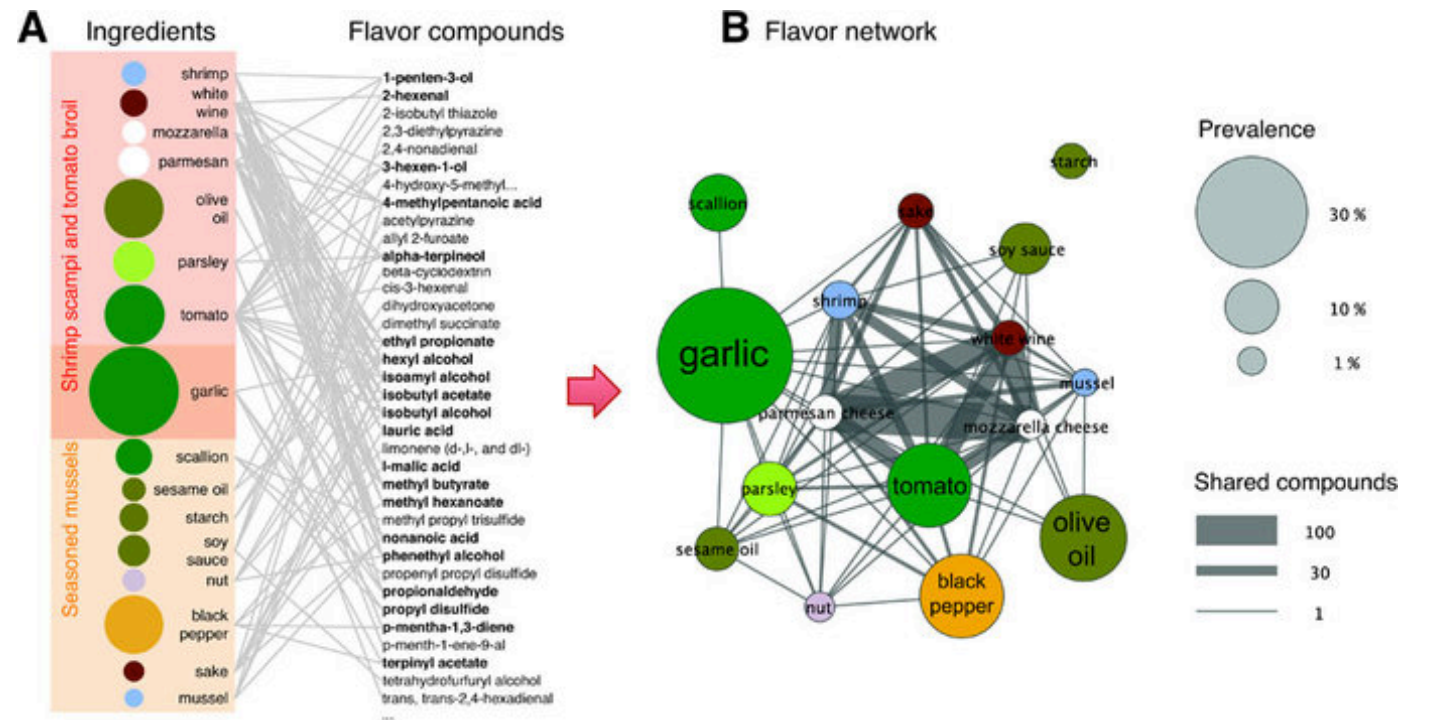 A
Ingredients
Flavor compounds
Shrimp scampi and tomato broil
Seasoned mussels
shrimp
white
wine
mozzarella
parmesan
olive
oil
parsley
tomato
garlic
scallion
sesame oil
starch
soy
sauce
nut
black
pepper
sake
mussel
1-penten-3-ol
2-hexenal
2-isobutyl thiazole
2,3-diethylpyrazine
2,4-nonadienal
3-hexen-1-ol
4-hydroxy-5-methyl...
4-methylpentanoic acid
acetylpyrazine
allyl 2-furoate
alpha-terpineol
beta-cyclodextrin
cis-3-hexenal
dihydroxyacetone
dimethyl succinate
ethyl propionate
hexyl alcohol
isoamyl alcohol
isobutyl acetate
isobutyl alcohol
lauric acid
limonene (d-,l-, and dl-)
l-malic acid
methyl butyrate
methyl hexanoate
methyl propyl trisulfide
nonanoic acid
phenethyl alcohol
propenyl propyl disulfide
propionaldehyde
propyl disulfide
p-mentha-1,3-diene
p-menth-1-ene-9-al
terpinyl acetate
tetrahydrofurfuryl alcohol
trans, trans-2,4-hexadienal
...
B
Flavor network
starch
scallion
sake
soy sauce
shrimp
garlic
white wine
mussel
parmesan cheese
mozzarella cheese
parsley
tomato
sesame oil
olive
oil
black
pepper
nut
Prevalence
30 %
10 %
1 %
Shared compounds
100
30
1